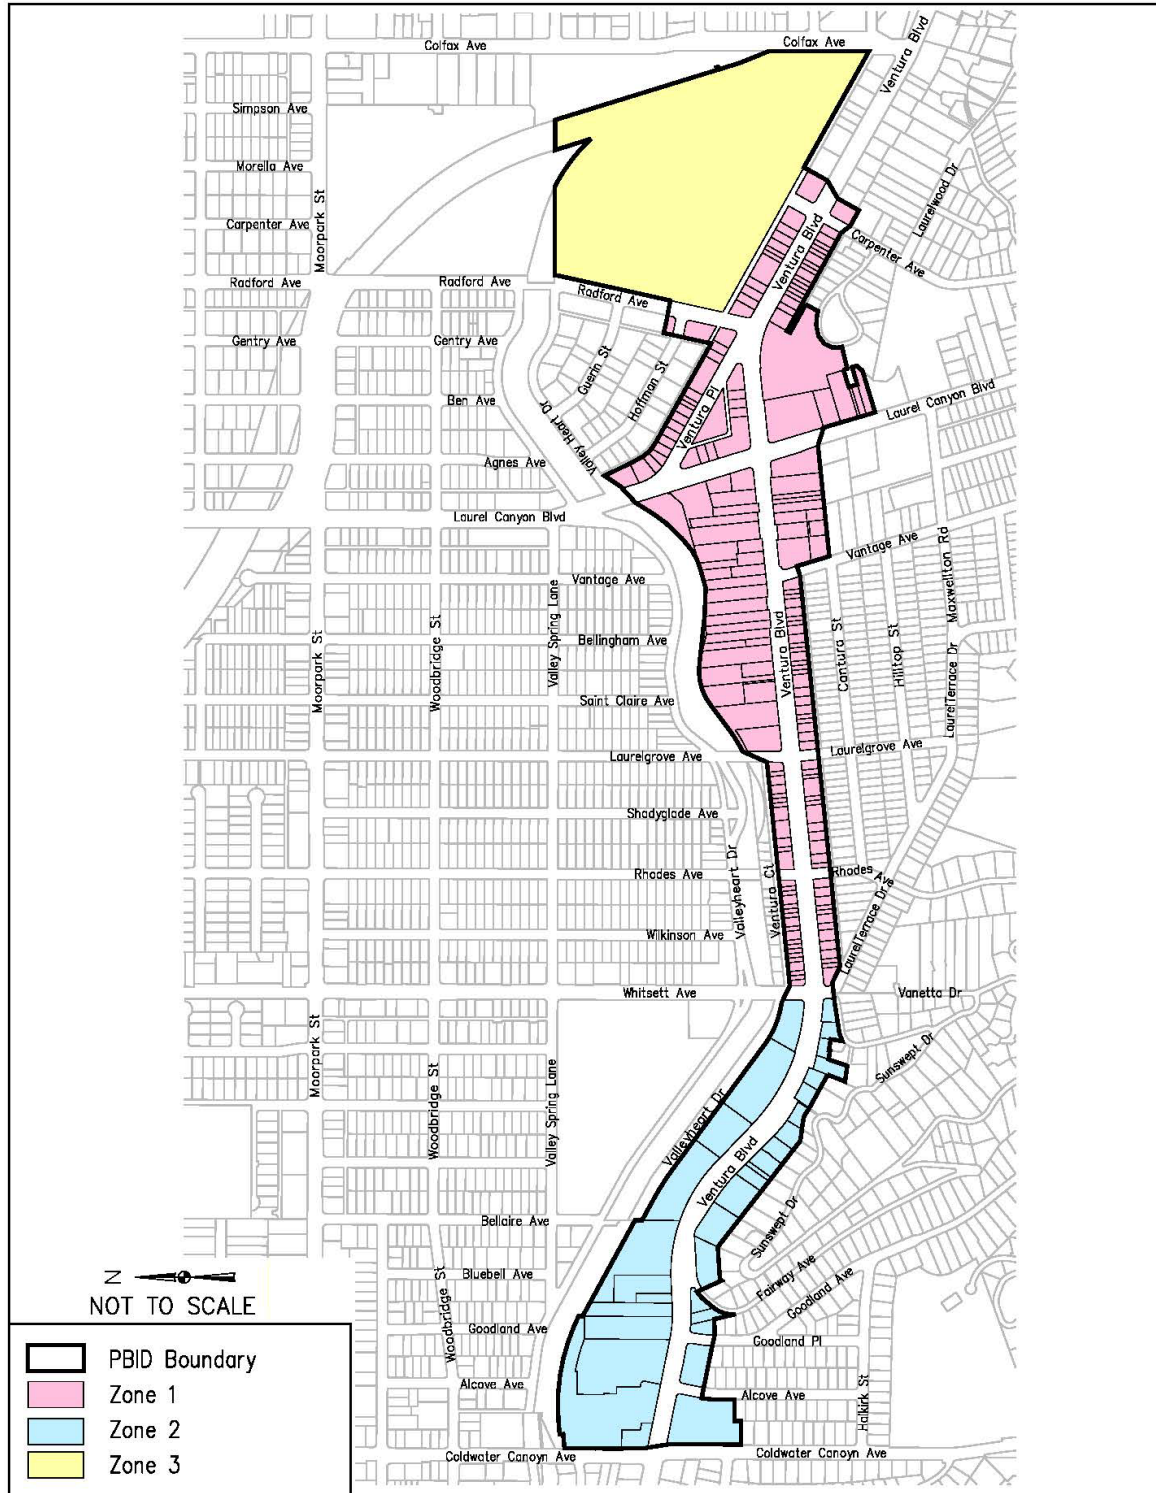 Colfax Ave
Colfax Ave
Ventura Blvd
Simpson Ave
Morella Ave
Moorpark St
Carpenter Ave
Laurelwood Dr
Ventura Blvd
Carpenter Ave
Radford Ave
Radford Ave
Radford Ave
Gentry Ave
Gentry Ave
Guerin St
Hoffman St
Ventura Pl
Laurel Canyon Blvd
Ben Ave
Valley Heart Dr
Agnes Ave
Laurel Canyon Blvd
Vantage Ave
Vantage Ave
Maxwellton Rd
Moorpark St
Woodbridge St
Valley Spring Lane
Bellingham Ave
Ventura Blvd
Cantura St
Hilltop St
LaurelTerrace Dr
Saint Claire Ave
Laurelgrove Ave
Laurelgrove Ave
Shadyglade Ave
Valleyheart Dr
Ventura Ct
Rhodes Ave
Rhodes Ave
LaurelTerrace Dr
Wilkinson Ave
Whitsett Ave
Vanetta Dr
Moorpark St
Woodbridge St
Valley Spring Lane
Sunswept Dr
Valleyheart Dr
Ventura Blvd
Sunswept Dr
Bellaire Ave
Bluebell Ave
Fairway Ave
Goodland Ave
Woodbridge St
Goodland Ave
Goodland Pl
Alcove Ave
Alcove Ave
Halkirk St
Coldwater Canoyn Ave
Coldwater Canoyn Ave
N
NOT TO SCALE
PBID Boundary
Zone 1
Zone 2
Zone 3